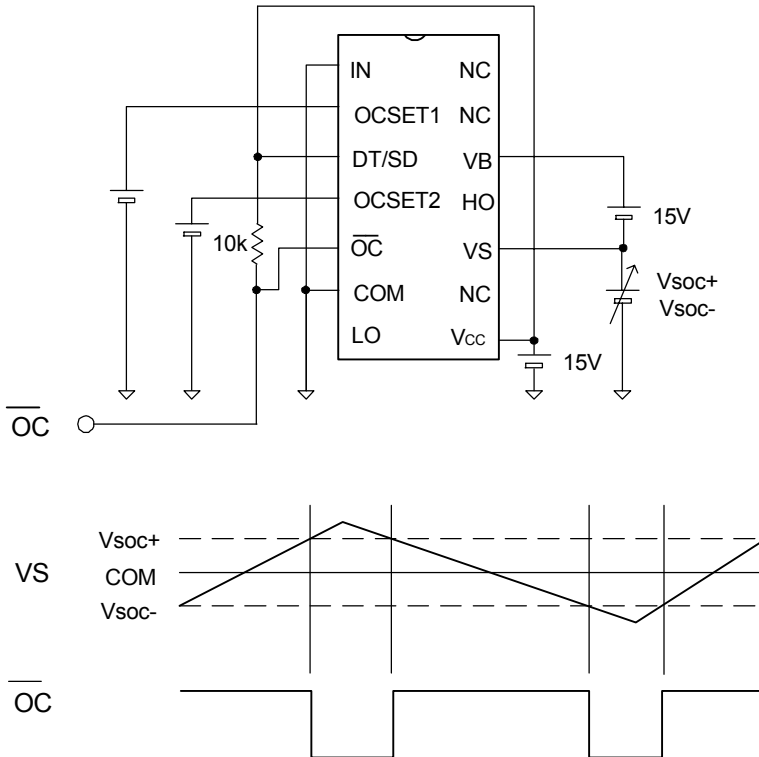 IN NC
OCSET1 NC
DT/SD VB
OCSET2 HO
15V
10k
OC VS
Vsoc+
COM NC
Vsoc-
LO VCC
15V
OC
Vsoc+
VS
COM
Vsoc-
OC